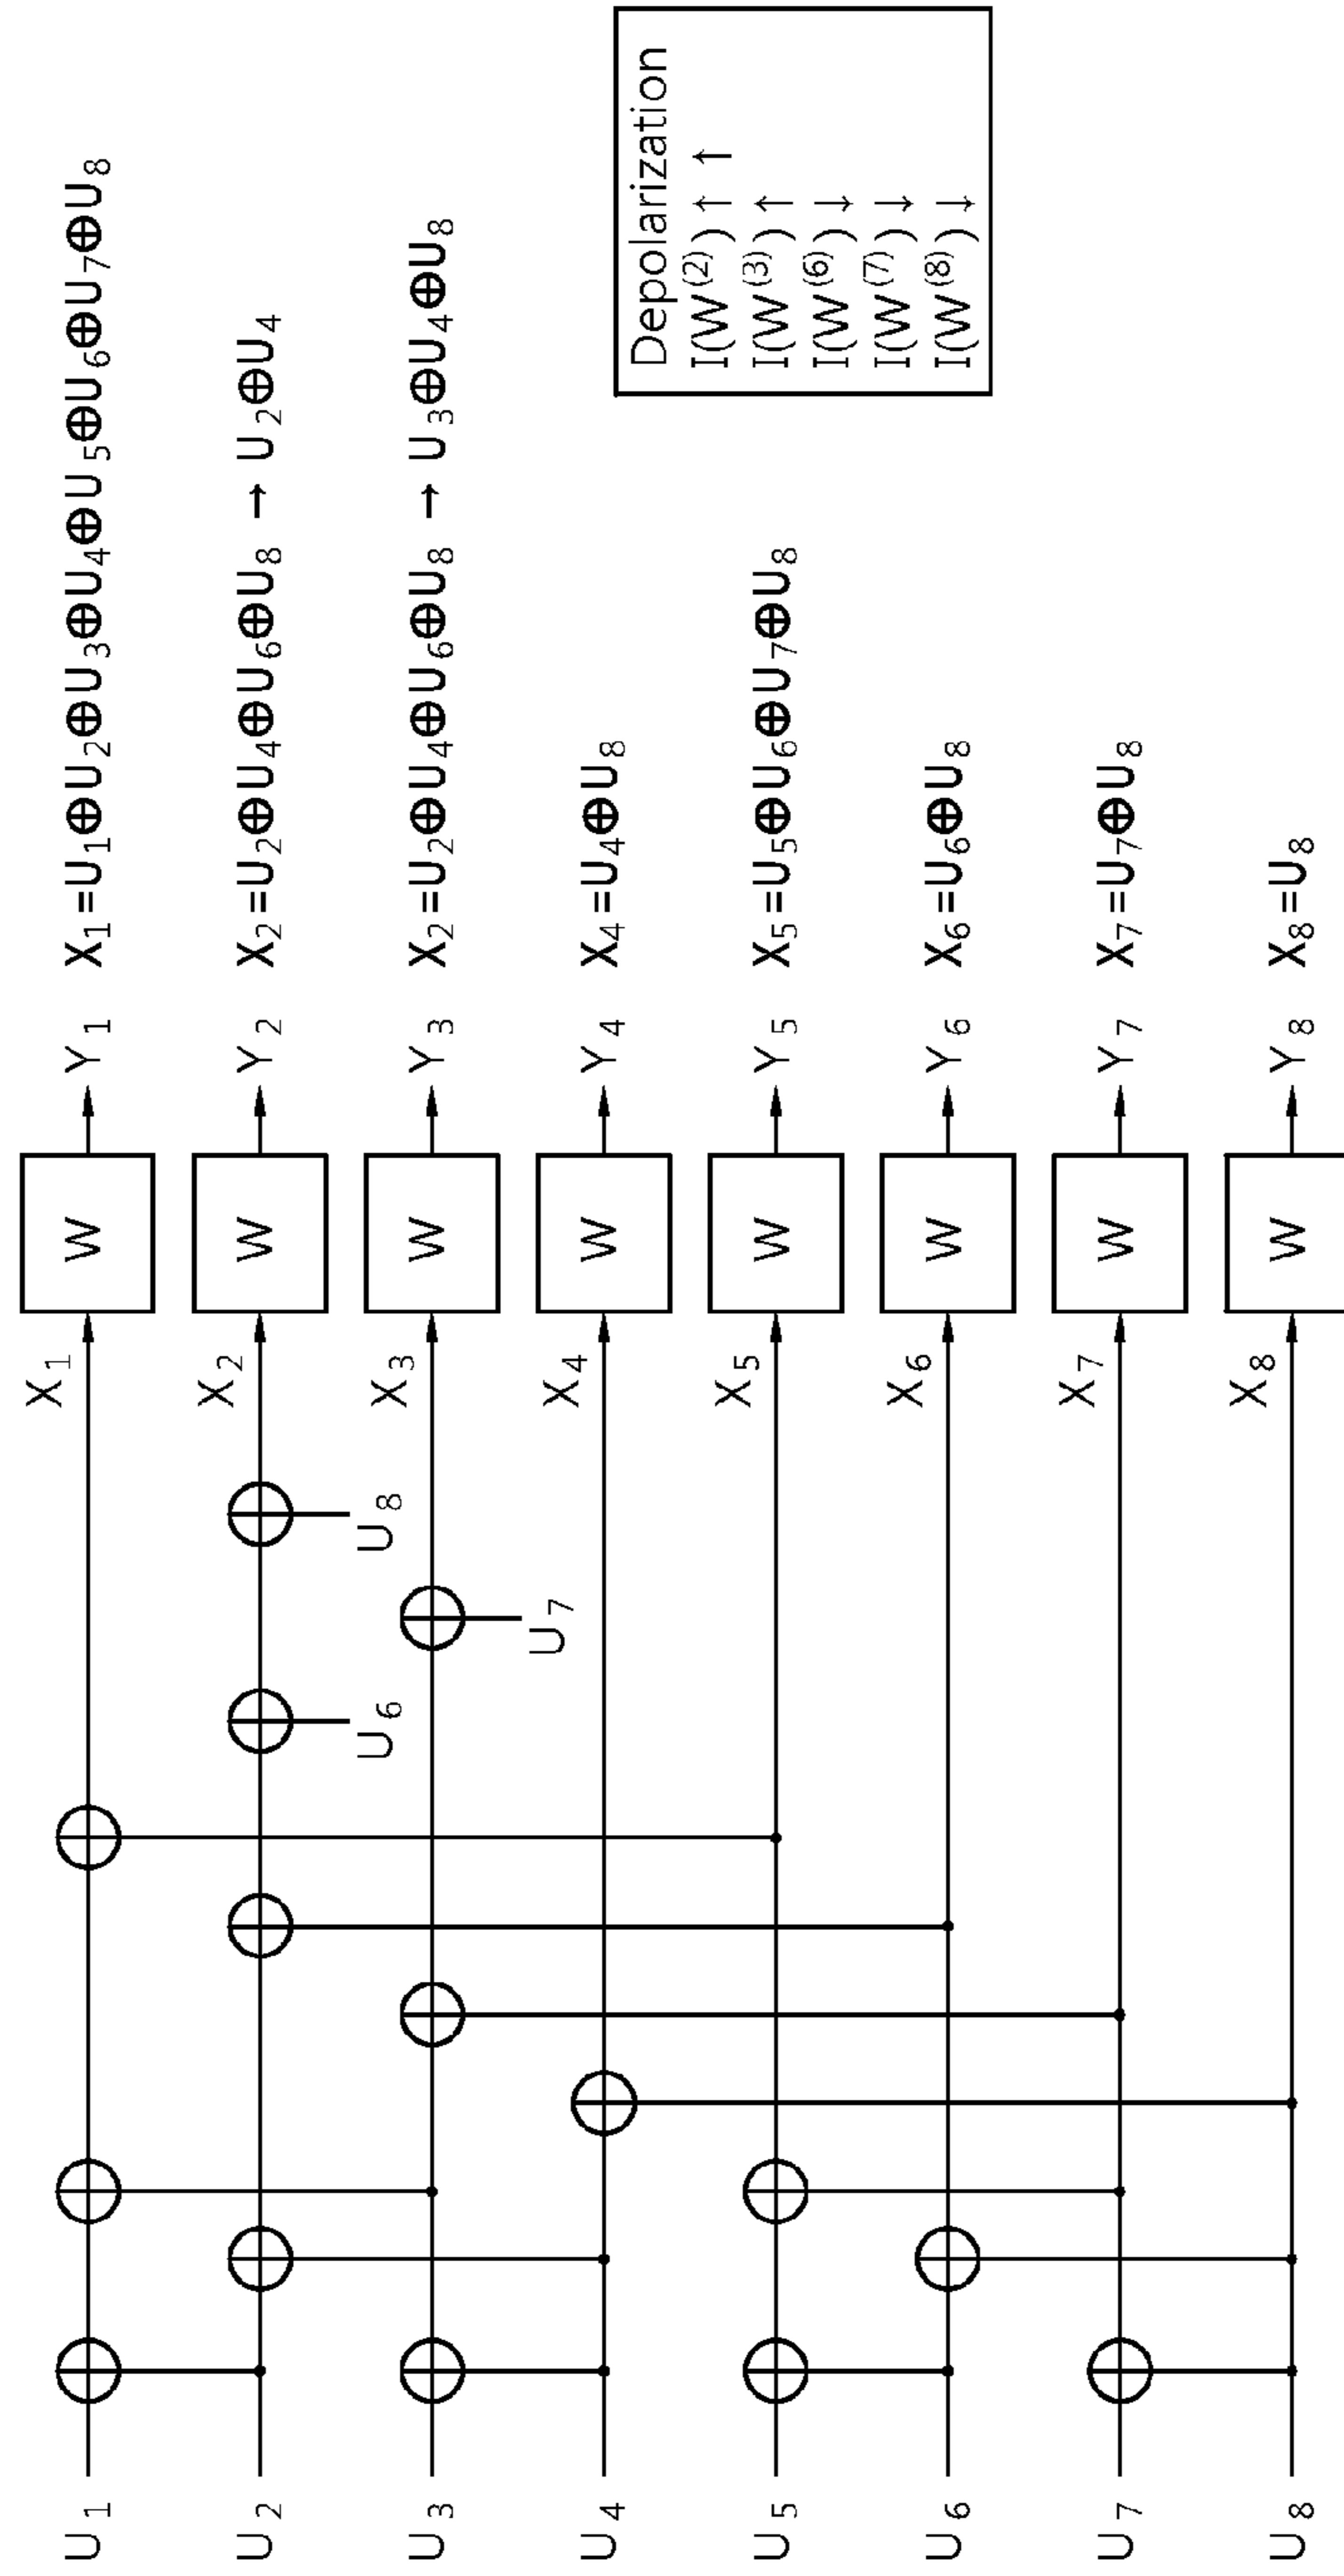 U1 X1 W Y1 X1=U1⊕U2⊕U3⊕U4⊕U5⊕U6⊕U7⊕U8
U2 X2 W Y2 X2=U2⊕U4⊕U6⊕U8 → U2⊕U4
U6 U8
U3 X3 W Y3 X2=U2⊕U4⊕U6⊕U8 → U3⊕U4⊕U8
U7
U4 X4 W Y4 X4=U4⊕U8
U5 X5 W Y5 X5=U5⊕U6⊕U7⊕U8
U6 X6 W Y6 X6=U6⊕U8
U7 X7 W Y7 X7=U7⊕U8
U8 X8 W Y8 X8=U8
Depolarization
I(W(2))↑↑
I(W(3))↑
I(W(6))↓
I(W(7))↓
I(W(8))↓